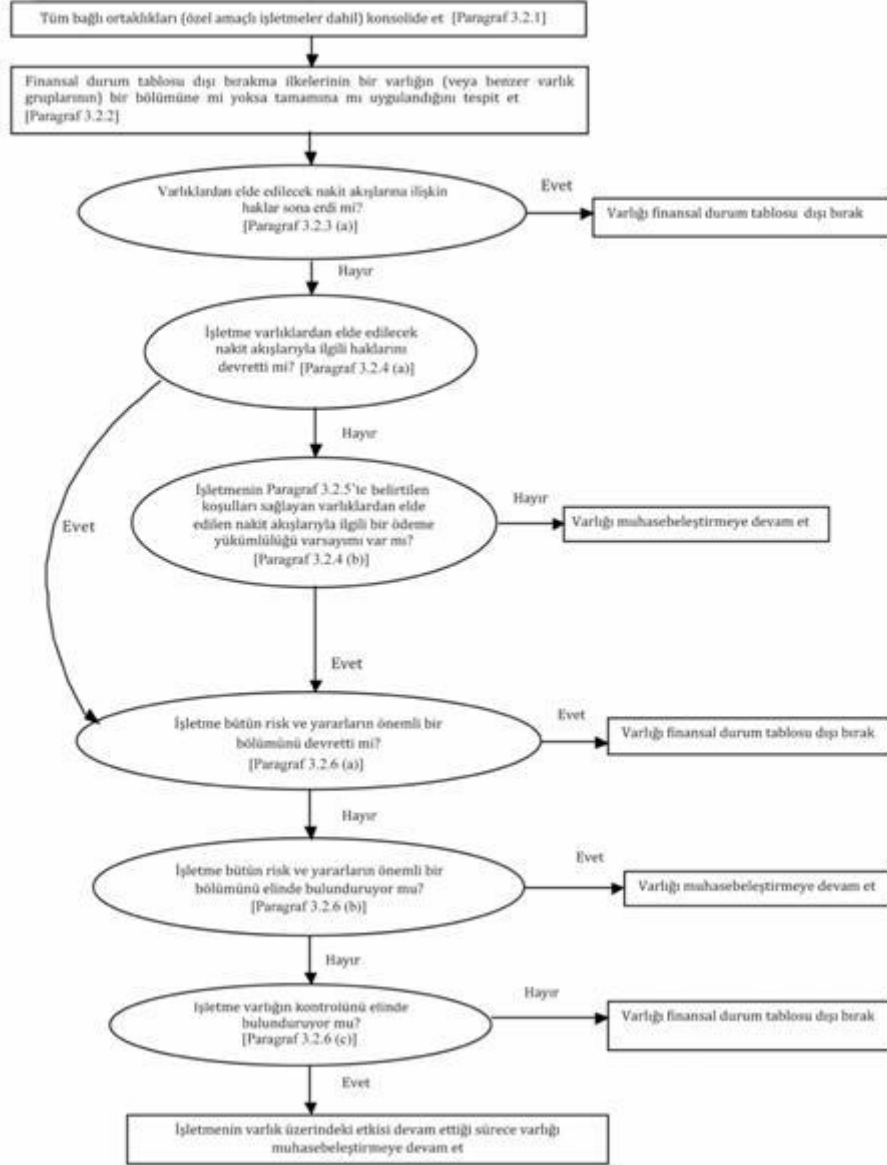 Tüm bağlı ortaklıkları (özel amaçlı işletmeler dahil) konsolide et [Paragraf 3.2.1]
Finansal durum tablosu dışı bırakma ilkelerinin bir varlığın (veya benzer varlık
gruplarının) bir bölümüne mi yoksa tamamına mı uygulandığını tespit et
[Paragraf 3.2.2]
Varlıklardan elde edilecek nakit akışlarına ilişkin
haklar sona erdi mi?
[Paragraf 3.2.3 (a)]
Evet
Varlığı finansal durum tablosu dışı bırak
Hayır
İşletme varlıklardan elde edilecek
nakit akışlarıyla ilgili haklarını
devretti mi? [Paragraf 3.2.4 (a)]
Hayır
Evet
İşletmenin Paragraf 3.2.5'te belirtilen
koşulları sağlayan varlıklardan elde
edilen nakit akışlarıyla ilgili bir ödeme
yükümlülüğü varsayımı var mı?
[Paragraf 3.2.4 (b)]
Hayır
Varlığı muhasebeleştirmeye devam et
Evet
İşletme bütün risk ve yararların önemli bir
bölümünü devretti mi?
[Paragraf 3.2.6 (a)]
Evet
Varlığı finansal durum tablosu dışı bırak
Hayır
İşletme bütün risk ve yararların önemli bir
bölümünü elinde bulunduruyor mu?
[Paragraf 3.2.6 (b)]
Evet
Varlığı muhasebeleştirmeye devam et
Hayır
İşletme varlığın kontrolünü elinde
bulunduruyor mu?
[Paragraf 3.2.6 (c)]
Hayır
Varlığı finansal durum tablosu dışı bırak
Evet
İşletmenin varlık üzerindeki etkisi devam ettiği sürece varlığı
muhasebeleştirmeye devam et